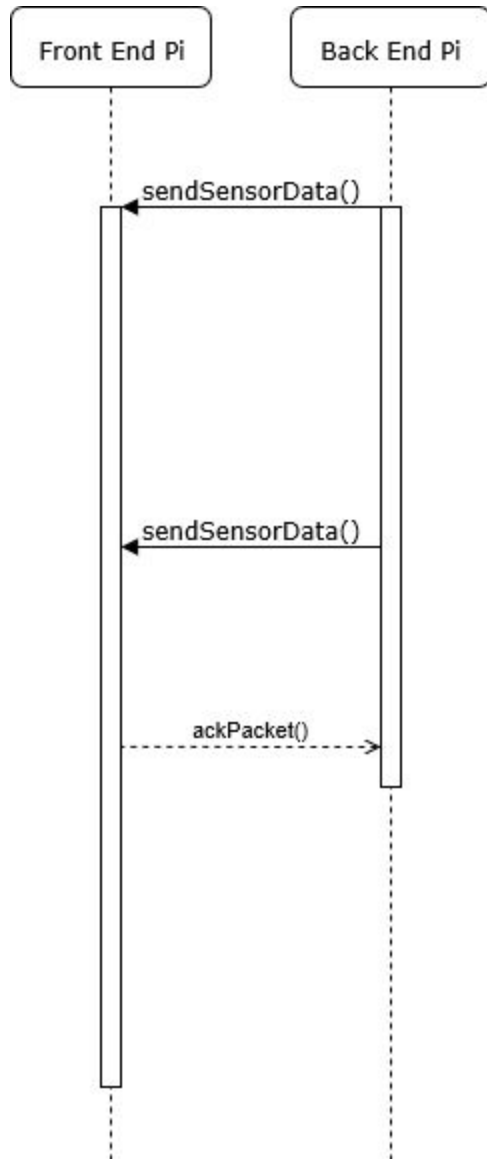 Front End Pi
Back End Pi
sendSensorData()
sendSensorData()
ackPacket()